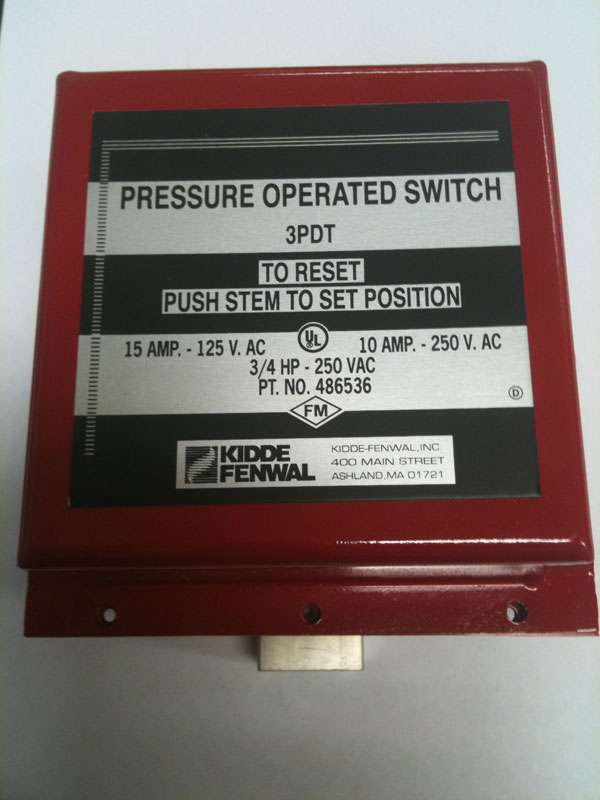 PRESSURE OPERATED SWITCH
3PDT
TO RESET
PUSH STEM TO SET POSITION
15 AMP. - 125 V. AC UL 10 AMP. - 250 V. AC
3/4 HP - 250 VAC
PT. NO. 486536
D
FM
KIDDE
FENWAL
KIDDE-FENWAL, INC.
400 MAIN STREET
ASHLAND, MA 01721